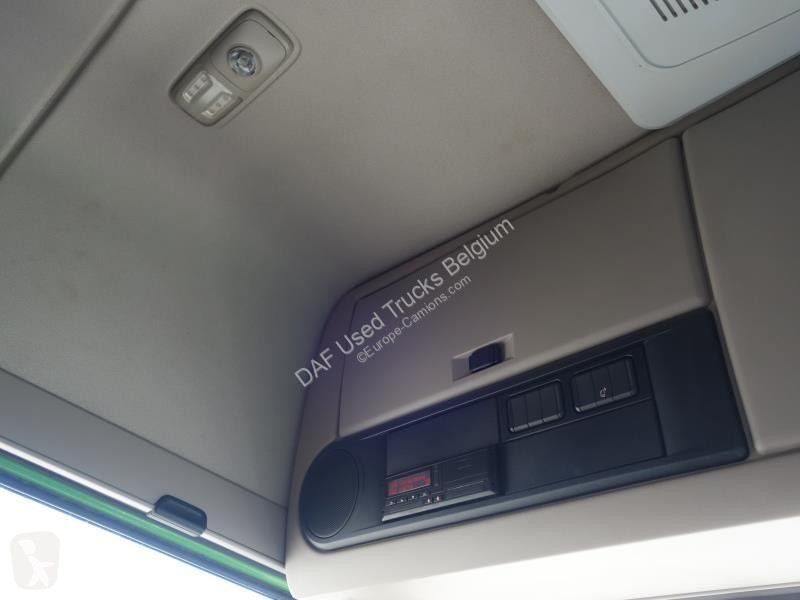 DAF Used Trucks Belgium
©Europe-Camions.com